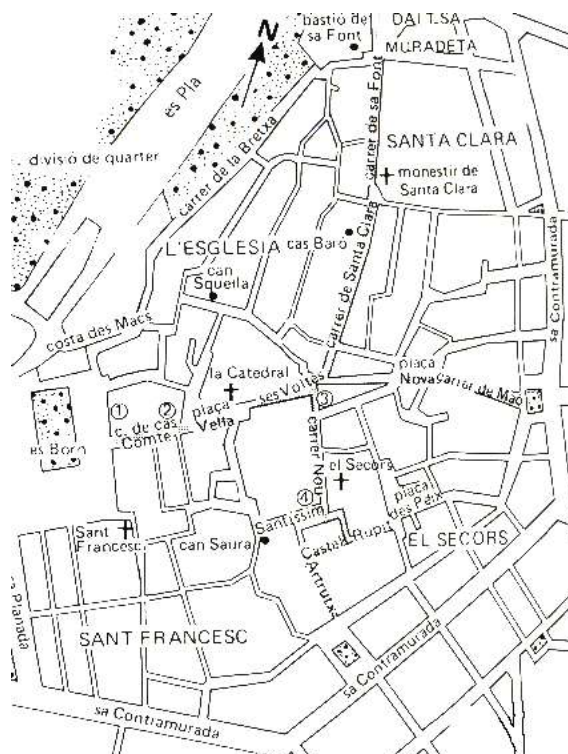 bastió de
sa Font
N
DALT SA
MURADETA
es Pla
carrer de sa Font
SANTA CLARA
divisió de quarter
carrer de la Bretxa
monestir de
Santa Clara
L'ESGLESIA
cas Baró
carrer de Santa Clara
sa Contramurada
can
Squella
costa des Macs
la Catedral
plaça
Nova
carrer de Maó
ses Voltes
1
2
3
plaça
Vella
c. de cas
Comte
es Born
carrer Nou
el Secors
4
plaça
des Peix
Santíssim
Sant
Francesc
can Saura
Castell Rupit
EL SECORS
Artrutx
sa Planada
SANT FRANCESC
sa Contramurada
sa Contramurada